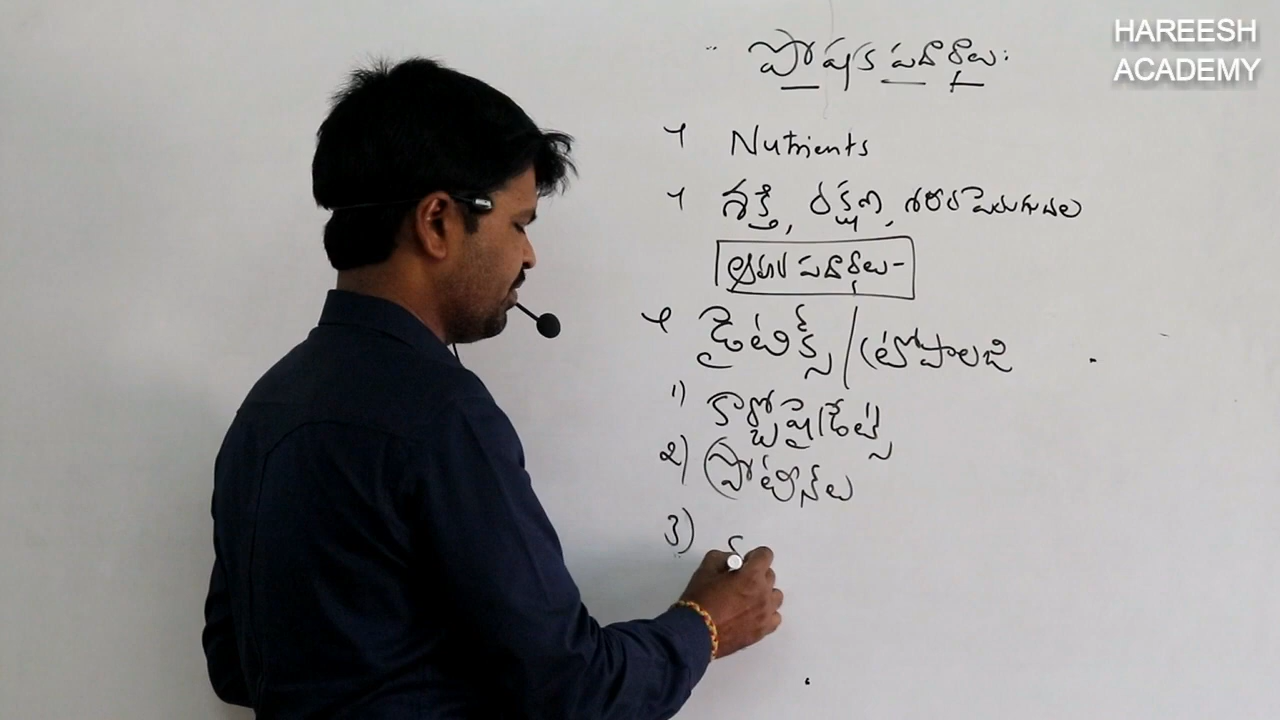 HAREESH
ACADEMY
పోషక పదార్థాలు:
Nutrients
శక్తి, రక్షణ, శరీర పెరుగుదల
ఆహార పదార్థాలు-
డైటిక్స్ / ట్రోపాలజి
1) కార్బోహైడ్రేట్స్
2) ప్రోటీన్‌లు
3)